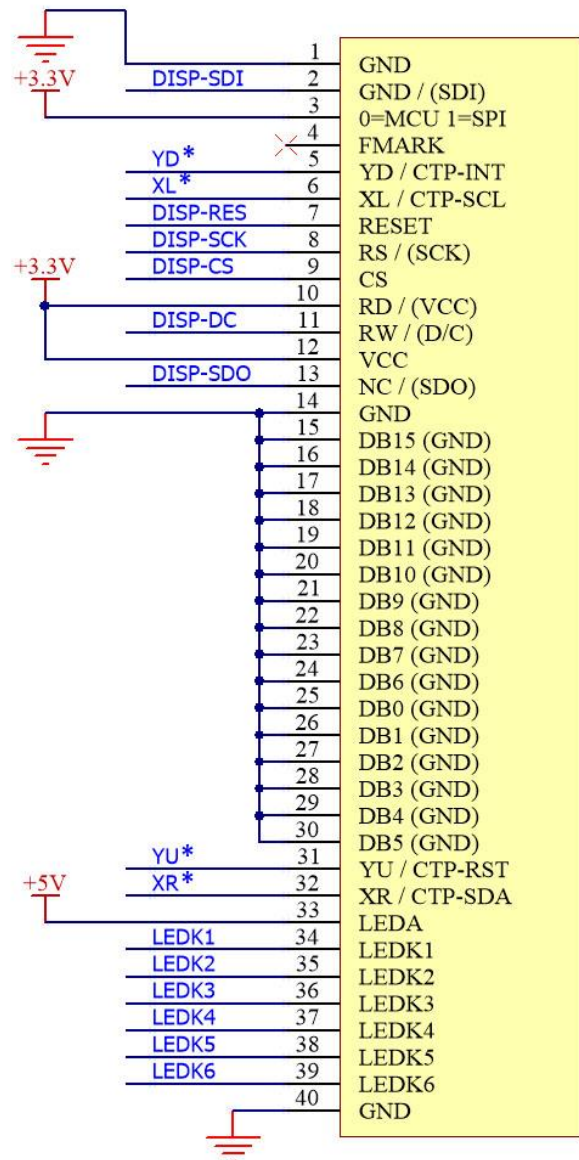 1 GND
+3.3V DISP-SDI 2 GND / (SDI)
3 0=MCU 1=SPI
4 FMARK
YD* 5 YD / CTP-INT
XL* 6 XL / CTP-SCL
DISP-RES 7 RESET
DISP-SCK 8 RS / (SCK)
+3.3V DISP-CS 9 CS
10 RD / (VCC)
DISP-DC 11 RW / (D/C)
12 VCC
DISP-SDO 13 NC / (SDO)
14 GND
15 DB15 (GND)
16 DB14 (GND)
17 DB13 (GND)
18 DB12 (GND)
19 DB11 (GND)
20 DB10 (GND)
21 DB9 (GND)
22 DB8 (GND)
23 DB7 (GND)
24 DB6 (GND)
25 DB0 (GND)
26 DB1 (GND)
27 DB2 (GND)
28 DB3 (GND)
29 DB4 (GND)
30 DB5 (GND)
YU* 31 YU / CTP-RST
+5V XR* 32 XR / CTP-SDA
33 LEDA
LEDK1 34 LEDK1
LEDK2 35 LEDK2
LEDK3 36 LEDK3
LEDK4 37 LEDK4
LEDK5 38 LEDK5
LEDK6 39 LEDK6
40 GND